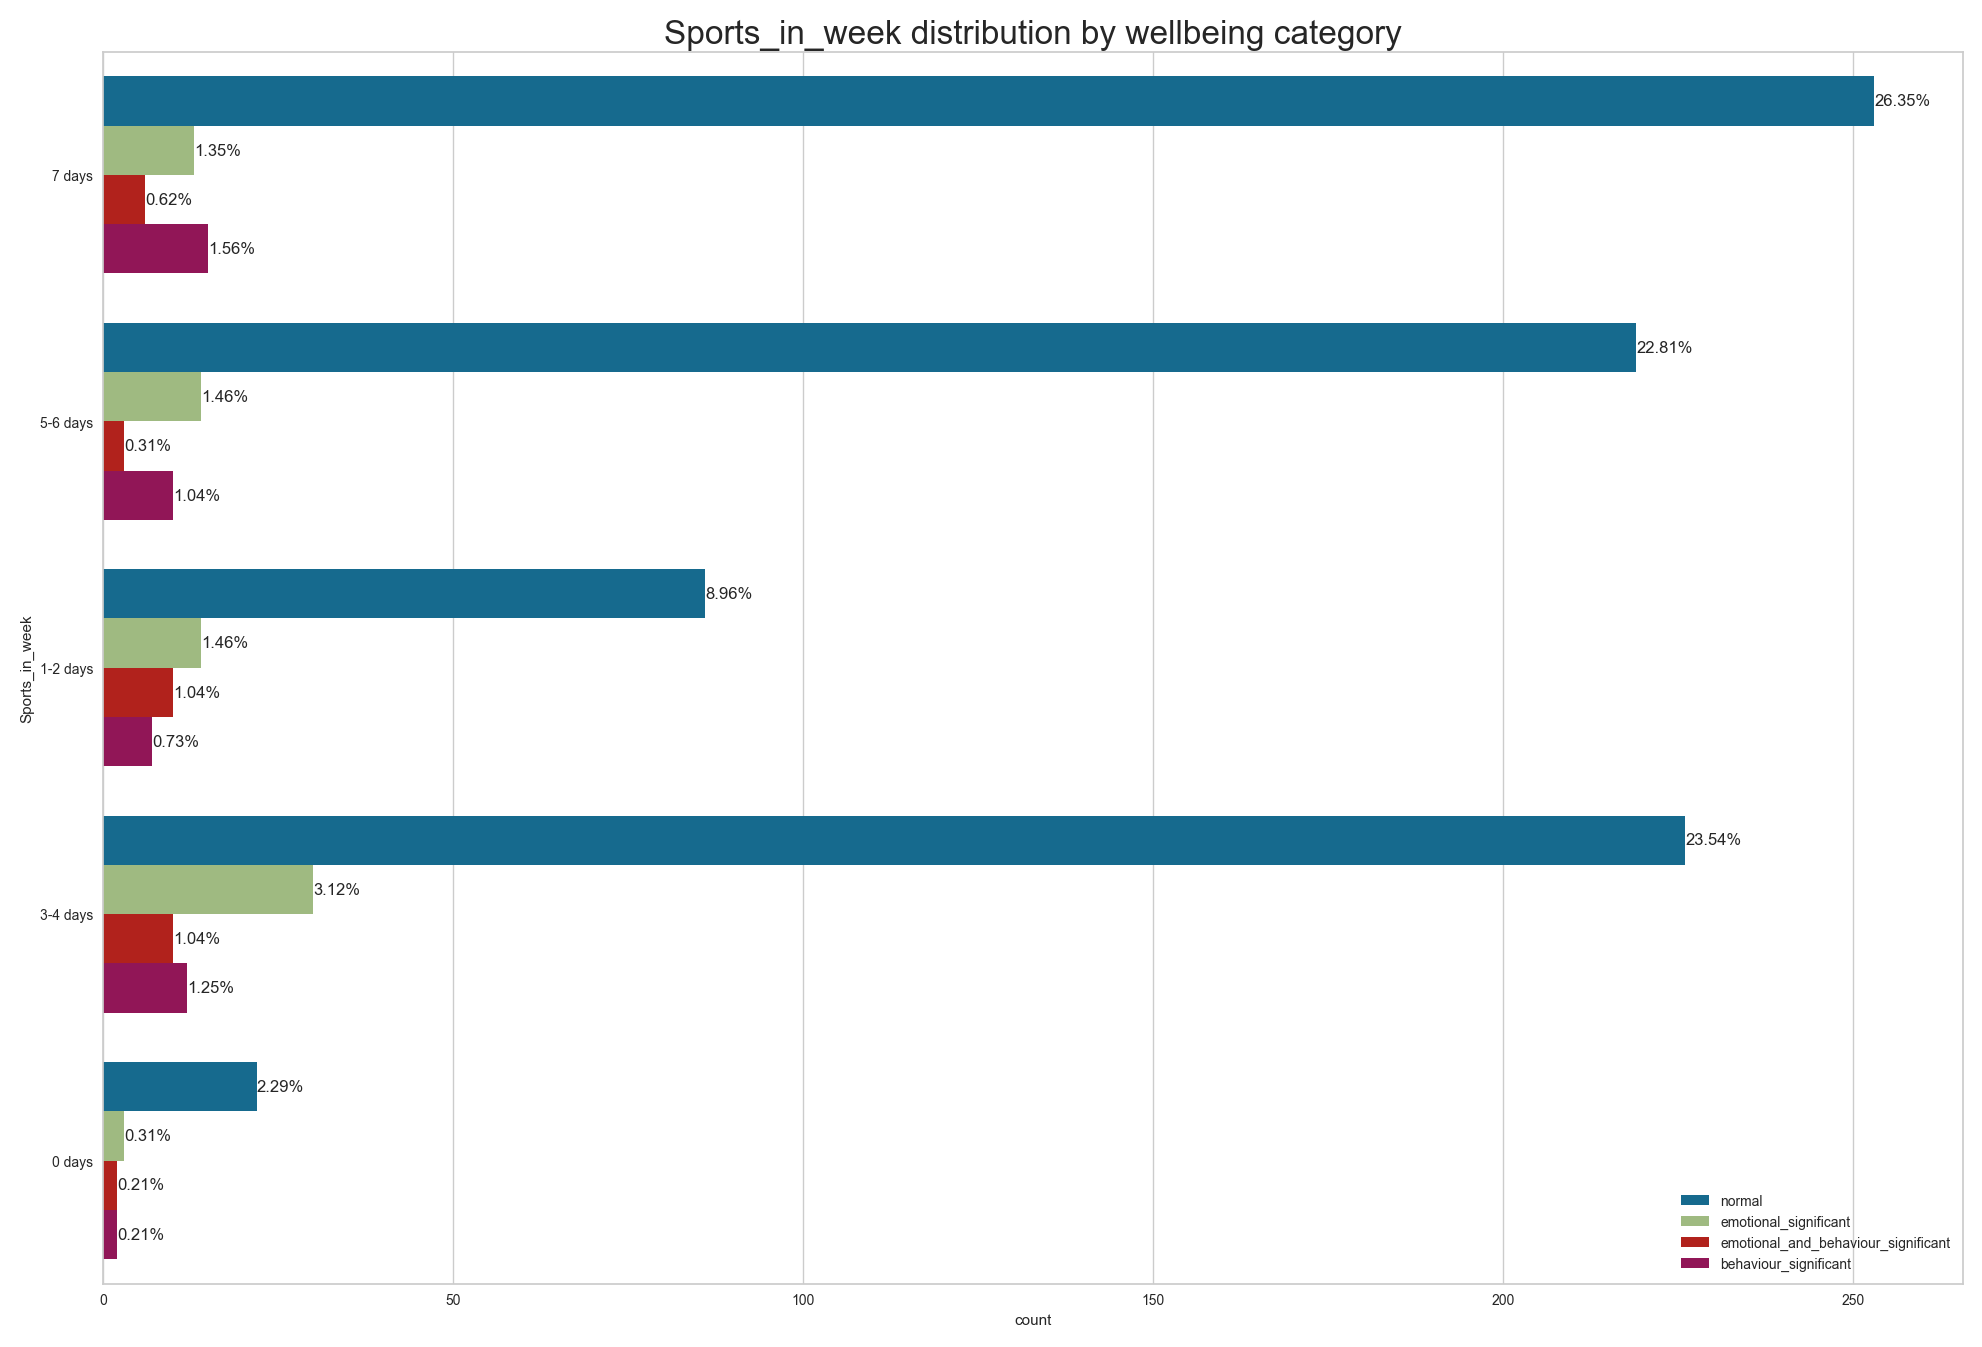 Sports_in_week distribution by wellbeing category
26.35%
1.35%
7 days
0.62%
1.56%
22.81%
1.46%
5-6 days
0.31%
1.04%
8.96%
1.46%
Sports_in_week
1-2 days
1.04%
0.73%
23.54%
3.12%
3-4 days
1.04%
1.25%
2.29%
0.31%
0 days
0.21%
0.21%
normal
emotional_significant
emotional_and_behaviour_significant
behaviour_significant
0 50 100 150 200 250
count